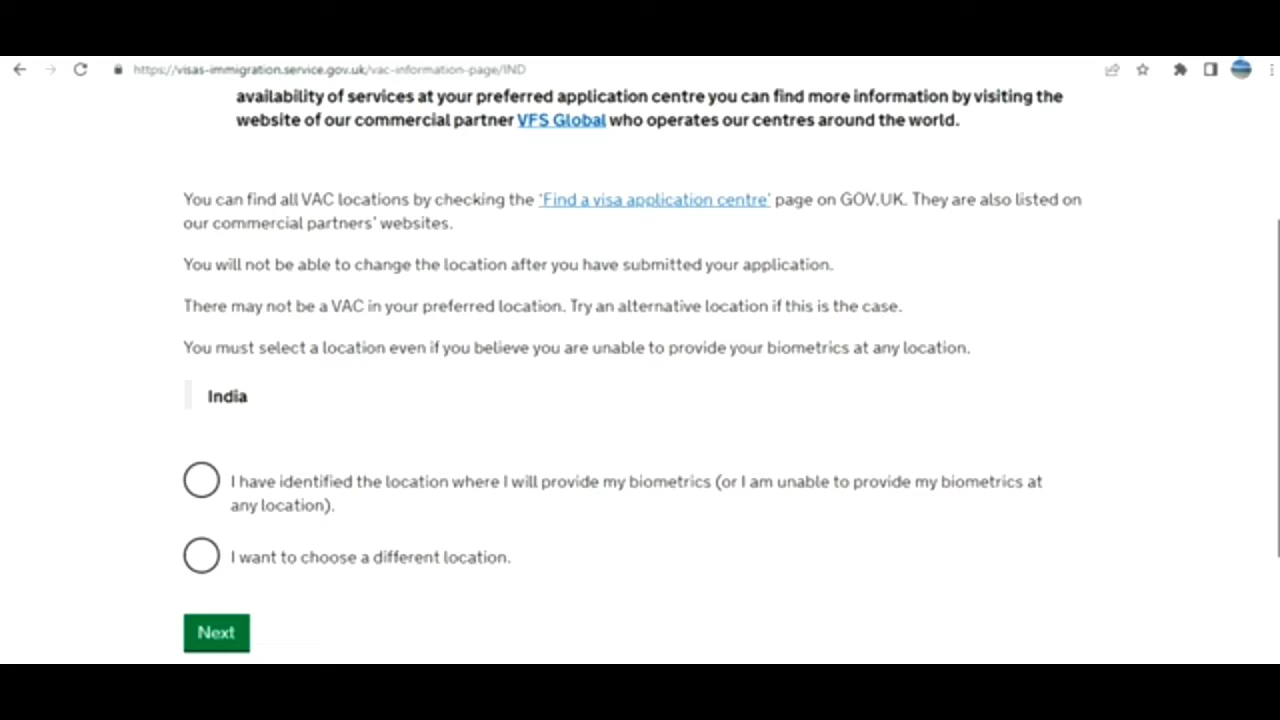 https://visas-immigration.service.gov.uk/vac-information-page/IND
availability of services at your preferred application centre you can find more information by visiting the
website of our commercial partner VFS Global who operates our centres around the world.
You can find all VAC locations by checking the 'Find a visa application centre' page on GOV.UK. They are also listed on
our commercial partners' websites.
You will not be able to change the location after you have submitted your application.
There may not be a VAC in your preferred location. Try an alternative location if this is the case.
You must select a location even if you believe you are unable to provide your biometrics at any location.
India
I have identified the location where I will provide my biometrics (or I am unable to provide my biometrics at
any location).
I want to choose a different location.
Next